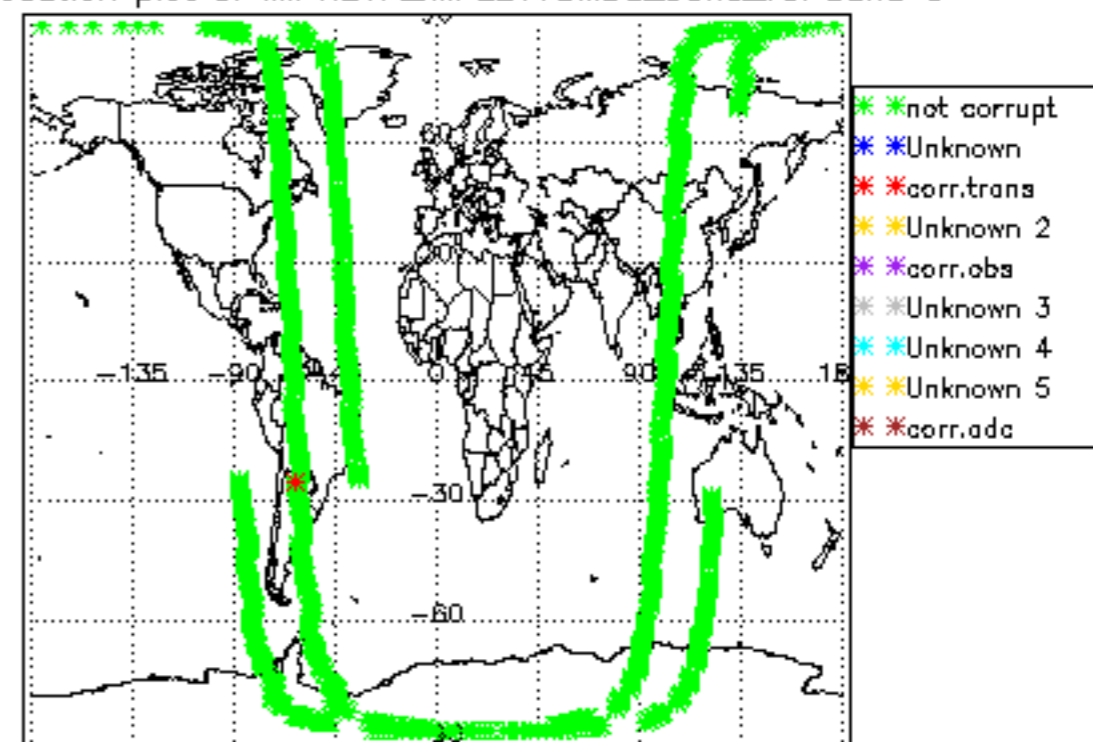 not corrupt
Unknown
corr.trans
Unknown 2
corr.obs
Unknown 3
Unknown 4
Unknown 5
corr.adc
60
-135 -90 0 45 90 135
-30
-60